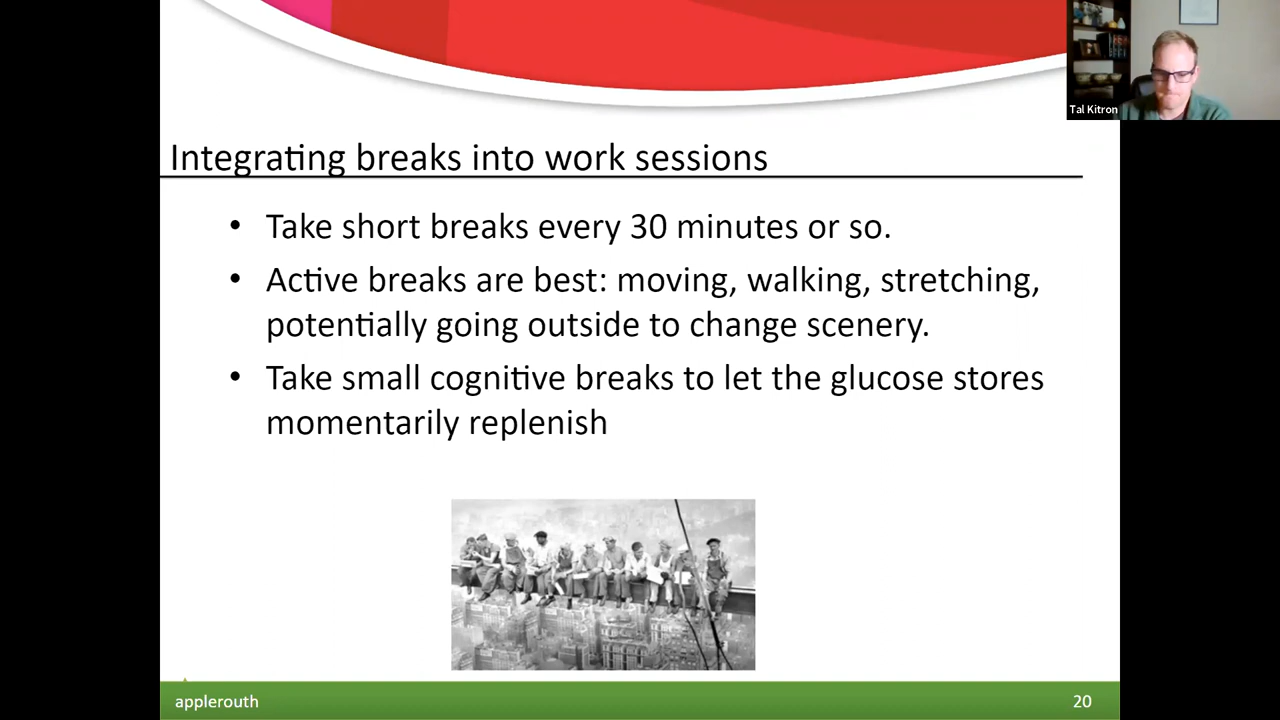 Tal Kitron
Integrating breaks into work sessions
• Take short breaks every 30 minutes or so.
• Active breaks are best: moving, walking, stretching,
potentially going outside to change scenery.
• Take small cognitive breaks to let the glucose stores
momentarily replenish
applerouth
20